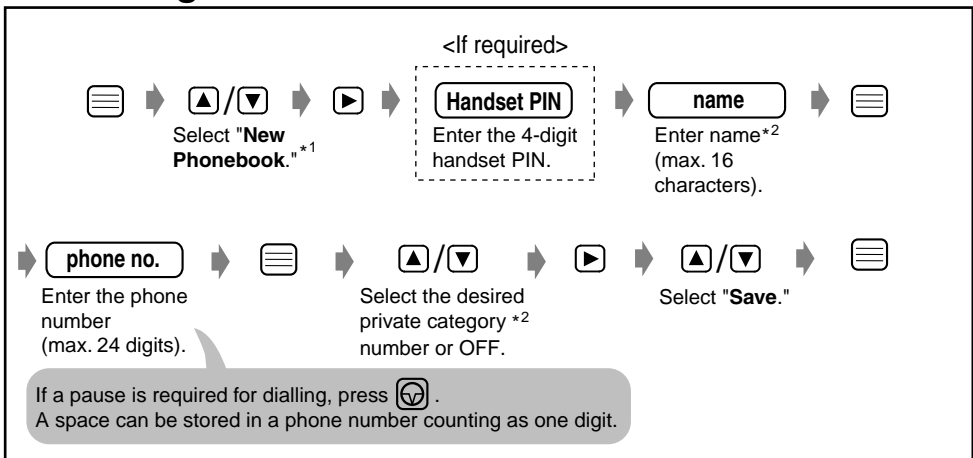 <If required>
Handset PIN
name
Select "New
Phonebook."*1
Enter the 4-digit
handset PIN.
Enter name*2
(max. 16
characters).
phone no.
Enter the phone
number
(max. 24 digits).
Select the desired
private category *2
number or OFF.
Select "Save."
If a pause is required for dialling, press .
A space can be stored in a phone number counting as one digit.